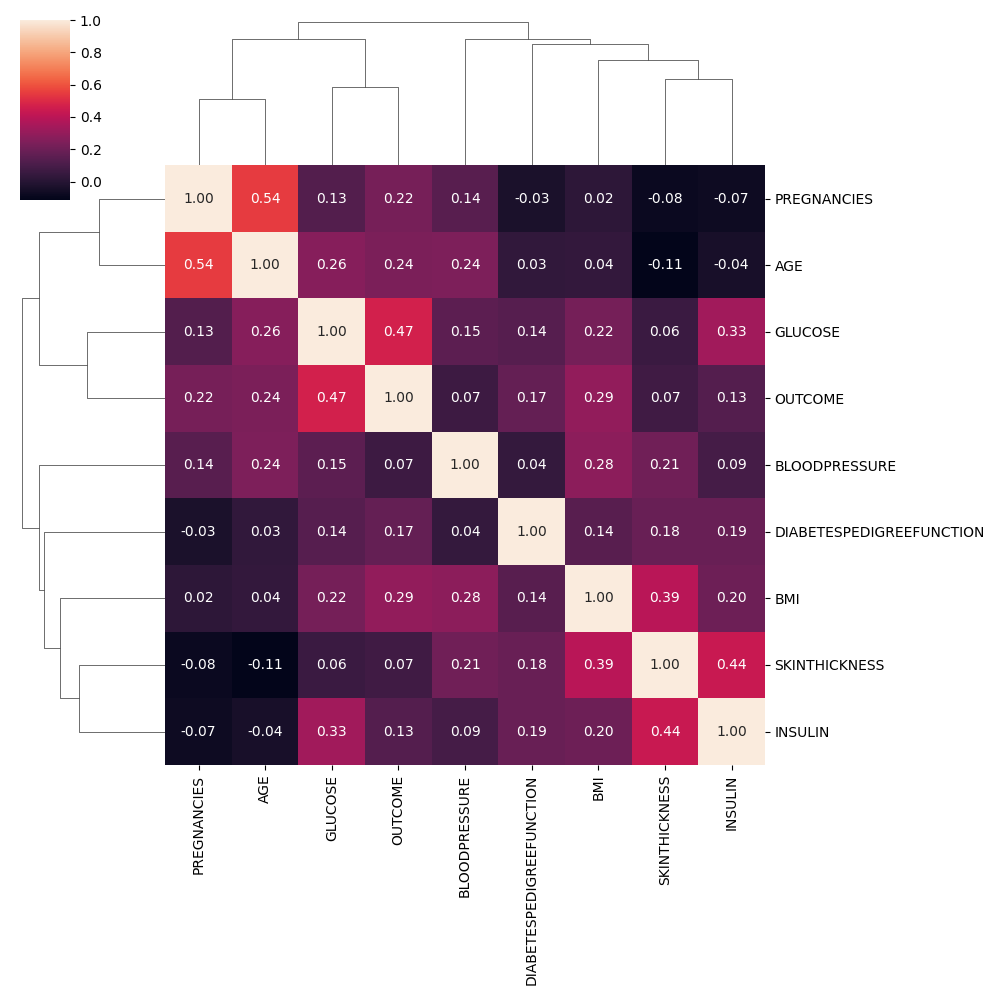 1.0
0.8
0.6
0.4
0.2
0.0
1.00 0.54 0.13 0.22 0.14 -0.03 0.02 -0.08 -0.07 PREGNANCIES
0.54 1.00 0.26 0.24 0.24 0.03 0.04 -0.11 -0.04 AGE
0.13 0.26 1.00 0.47 0.15 0.14 0.22 0.06 0.33 GLUCOSE
0.22 0.24 0.47 1.00 0.07 0.17 0.29 0.07 0.13 OUTCOME
0.14 0.24 0.15 0.07 1.00 0.04 0.28 0.21 0.09 BLOODPRESSURE
-0.03 0.03 0.14 0.17 0.04 1.00 0.14 0.18 0.19 DIABETESPEDIGREEFUNCTION
0.02 0.04 0.22 0.29 0.28 0.14 1.00 0.39 0.20 BMI
-0.08 -0.11 0.06 0.07 0.21 0.18 0.39 1.00 0.44 SKINTHICKNESS
-0.07 -0.04 0.33 0.13 0.09 0.19 0.20 0.44 1.00 INSULIN
PREGNANCIES
AGE
GLUCOSE
OUTCOME
BLOODPRESSURE
DIABETESPEDIGREEFUNCTION
BMI
SKINTHICKNESS
INSULIN